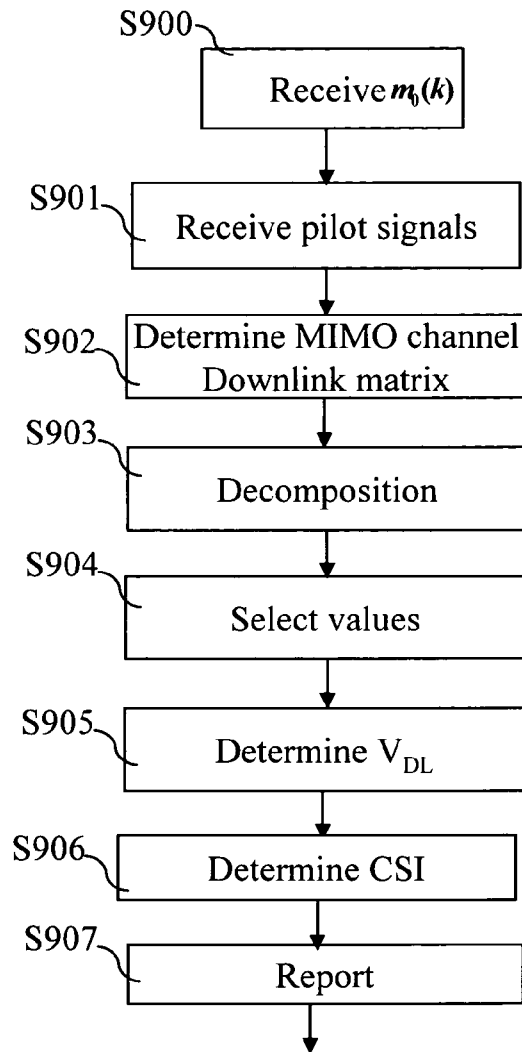 S900
Receive m₀(k)
S901
Receive pilot signals
S902
Determine MIMO channel
Downlink matrix
S903
Decomposition
S904
Select values
S905
Determine V_DL
S906
Determine CSI
S907
Report